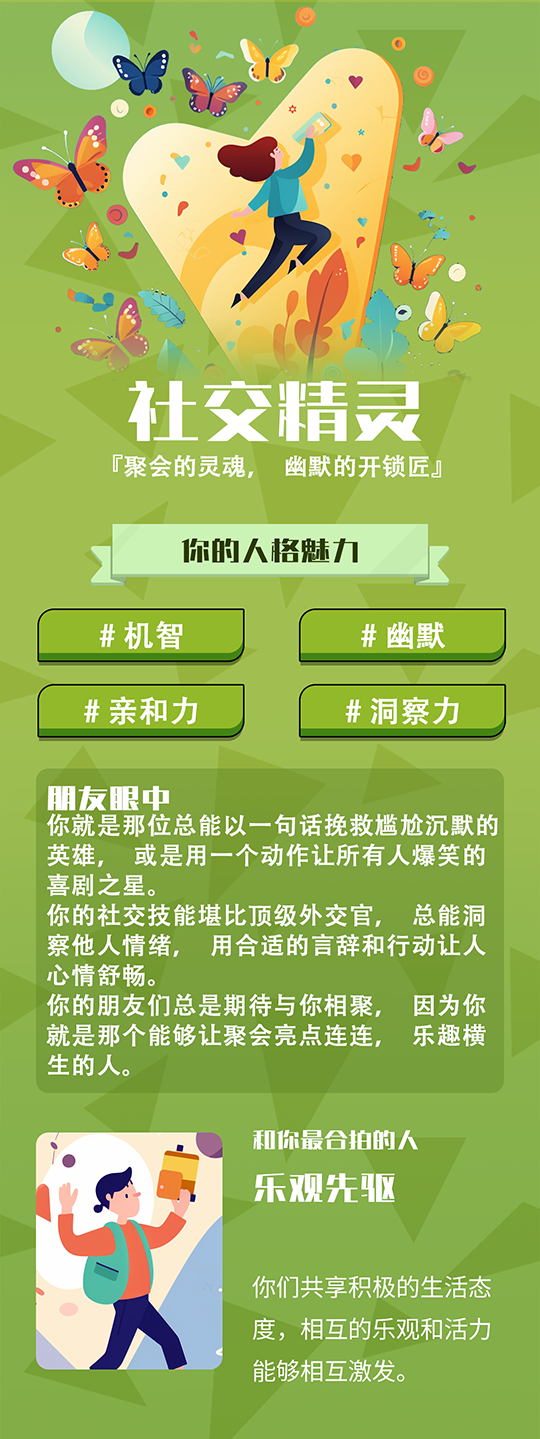 社交精灵
『聚会的灵魂， 幽默的开锁匠』
你的人格魅力
# 机智
# 幽默
# 亲和力
# 洞察力
朋友眼中
你就是那位总能以一句话挽救尴尬沉默的
英雄， 或是用一个动作让所有人爆笑的
喜剧之星。
你的社交技能堪比顶级外交官， 总能洞
察他人情绪， 用合适的言辞和行动让人
心情舒畅。
你的朋友们总是期待与你相聚， 因为你
就是那个能够让聚会亮点连连， 乐趣横
生的人。
和你最合拍的人
乐观先驱
你们共享积极的生活态
度，相互的乐观和活力
能够相互激发。